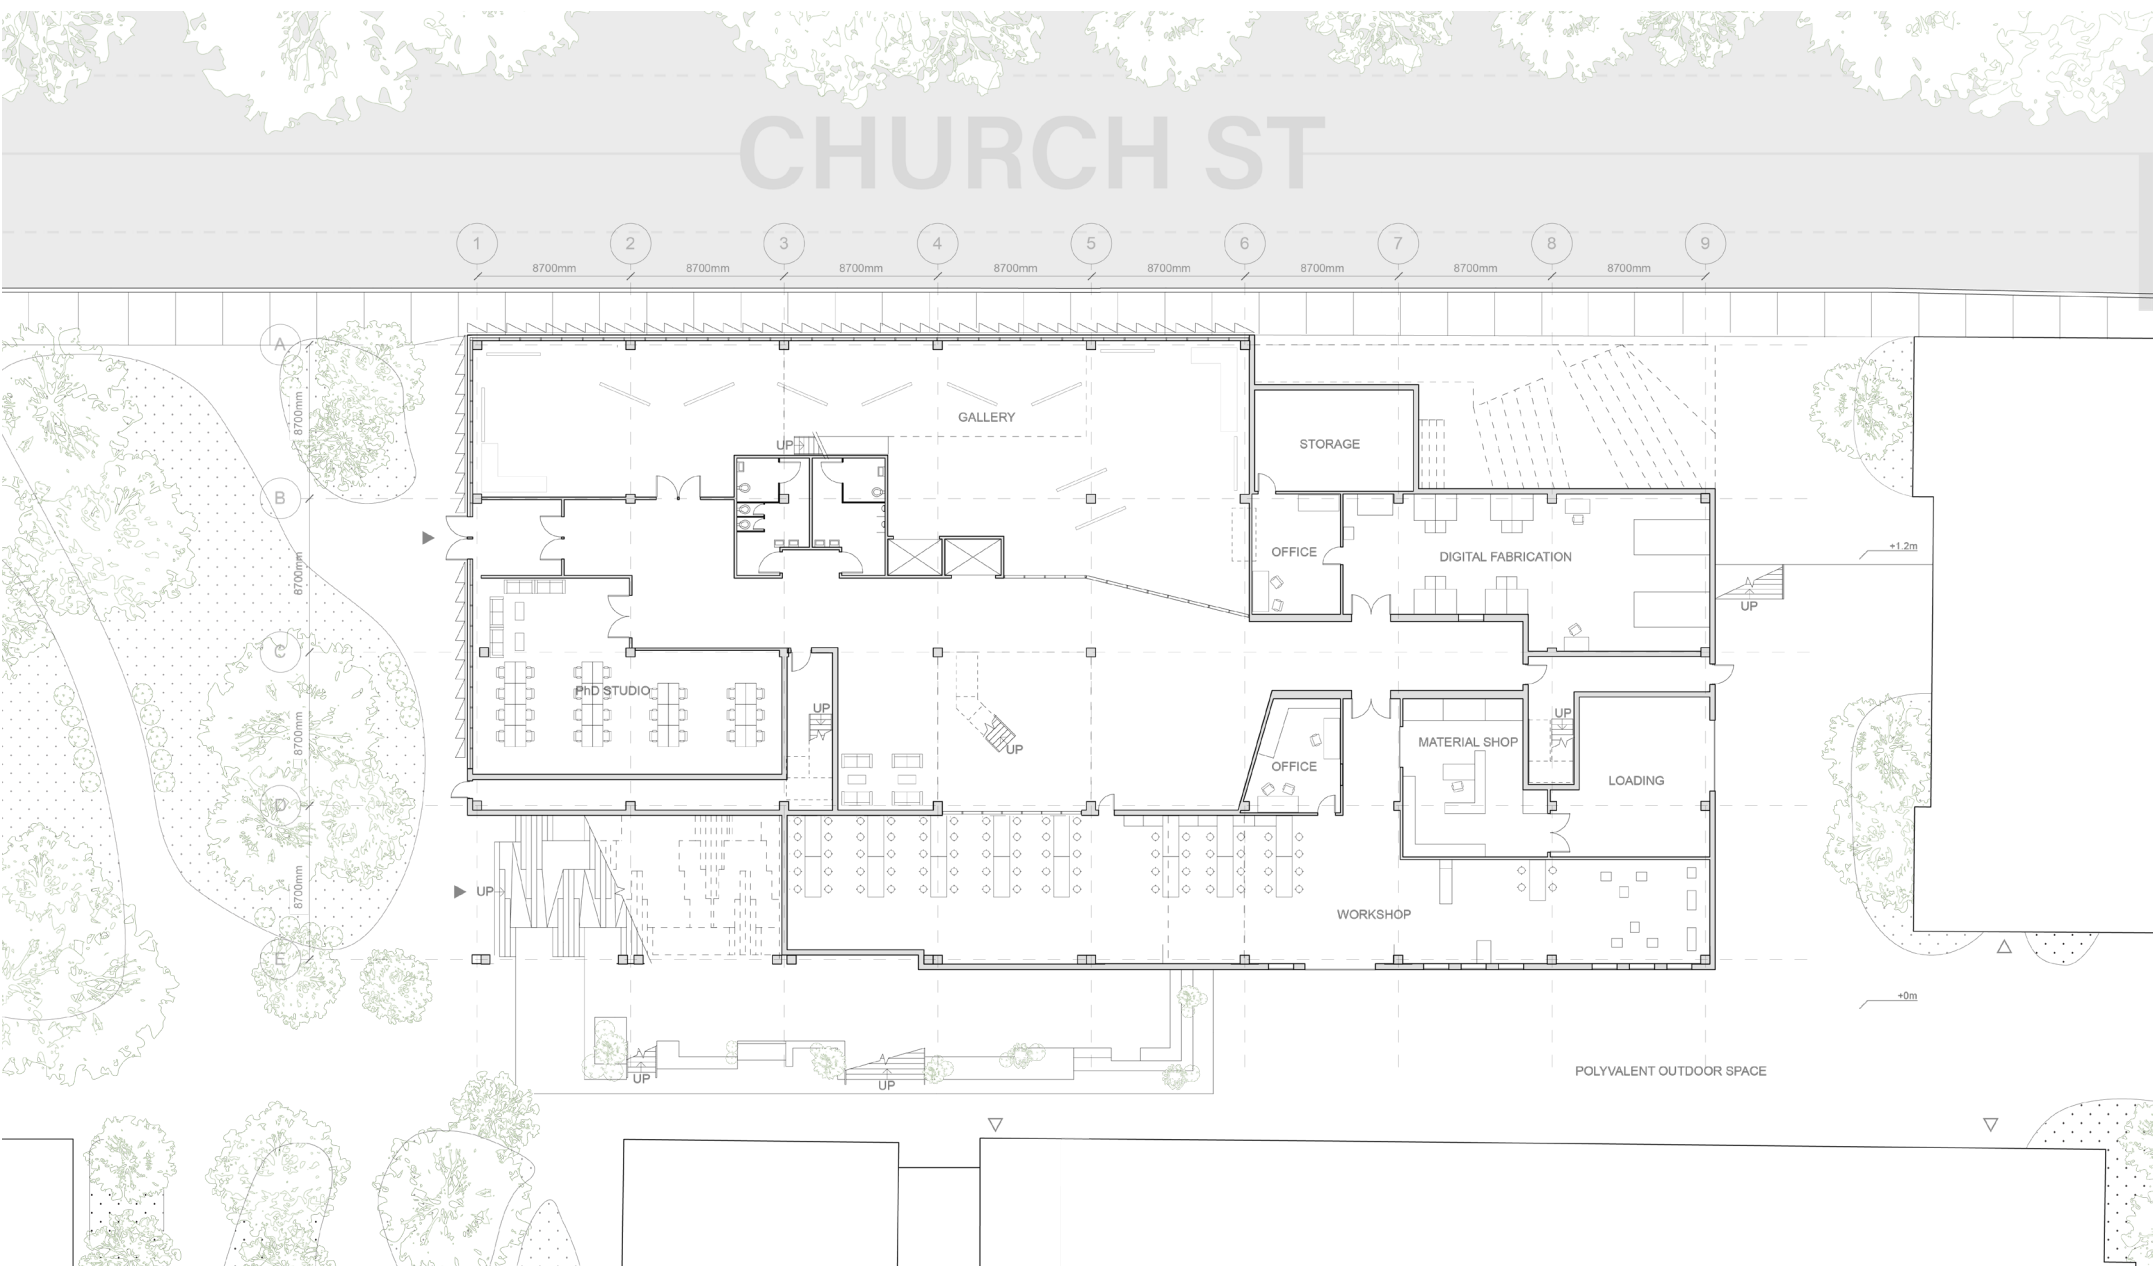 CHURCH ST
1 2 3 4 5 6 7 8 9
8700mm 8700mm 8700mm 8700mm 8700mm 8700mm 8700mm 8700mm
A
8700mm
GALLERY
UP
STORAGE
B
8700mm
OFFICE
DIGITAL FABRICATION
+1.2m
UP
C
PhD STUDIO
8700mm
UP
UP
UP
MATERIAL SHOP
OFFICE
LOADING
D
8700mm
UP
WORKSHOP
E
+0m
UP
UP
POLYVALENT OUTDOOR SPACE